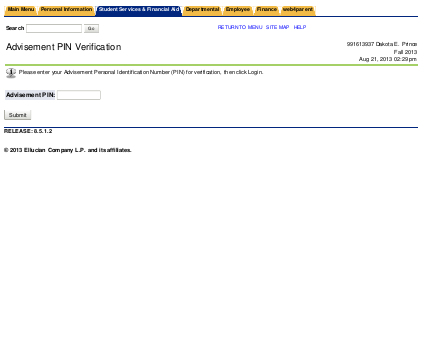 Main Menu Personal Information Student Services & Financial Aid Departmental Employee Finance web4parent
Search Go RETURN TO MENU SITE MAP HELP
Advisement PIN Verification
991613937 Dakota E. Prince
Fall 2013
Aug 21, 2013 02:29 pm
Please enter your Advisement Personal Identification Number (PIN) for verification, then click Login.
Advisement PIN:
Submit
RELEASE: 8.5.1.2
© 2013 Ellucian Company L.P. and its affiliates.